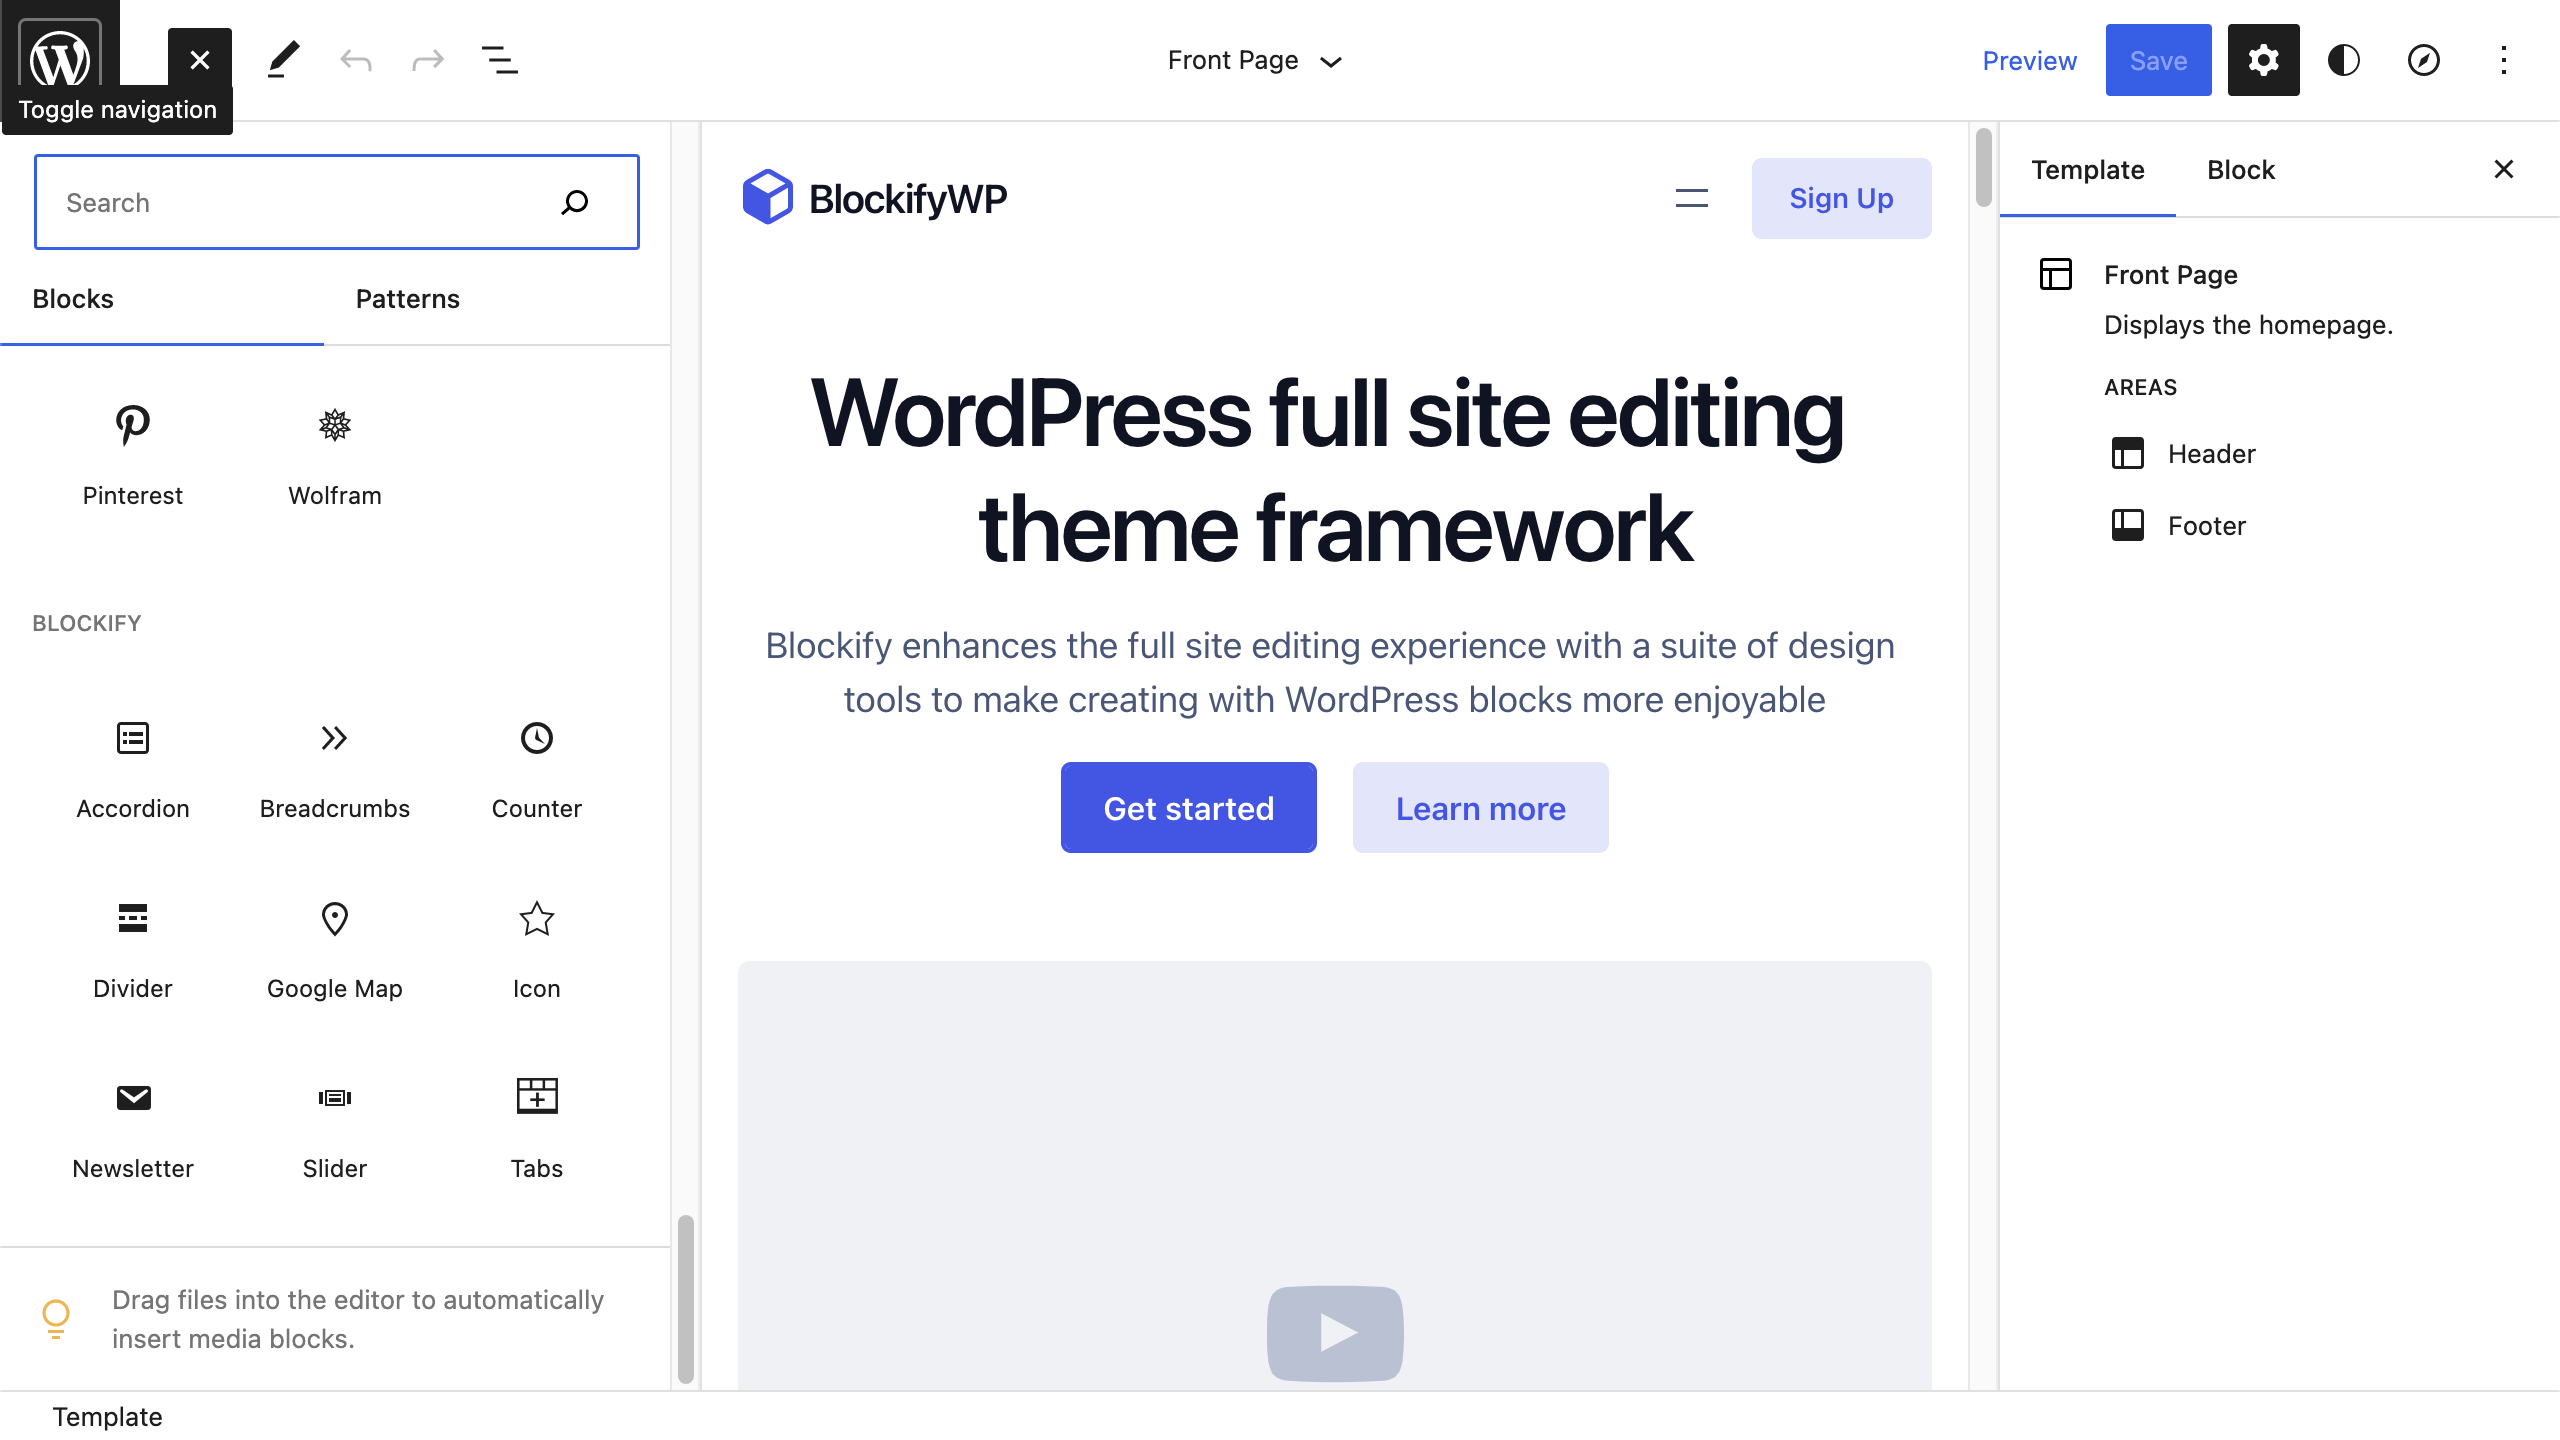 Front Page
Preview
Save
Toggle navigation
Search
Blocks
Patterns
Pinterest
Wolfram
BLOCKIFY
Accordion
Breadcrumbs
Counter
Divider
Google Map
Icon
Newsletter
Slider
Tabs
Drag files into the editor to automatically
insert media blocks.
BlockifyWP
Sign Up
WordPress full site editing
theme framework
Blockify enhances the full site editing experience with a suite of design
tools to make creating with WordPress blocks more enjoyable
Get started
Learn more
Template
Block
Front Page
Displays the homepage.
AREAS
Header
Footer
Template